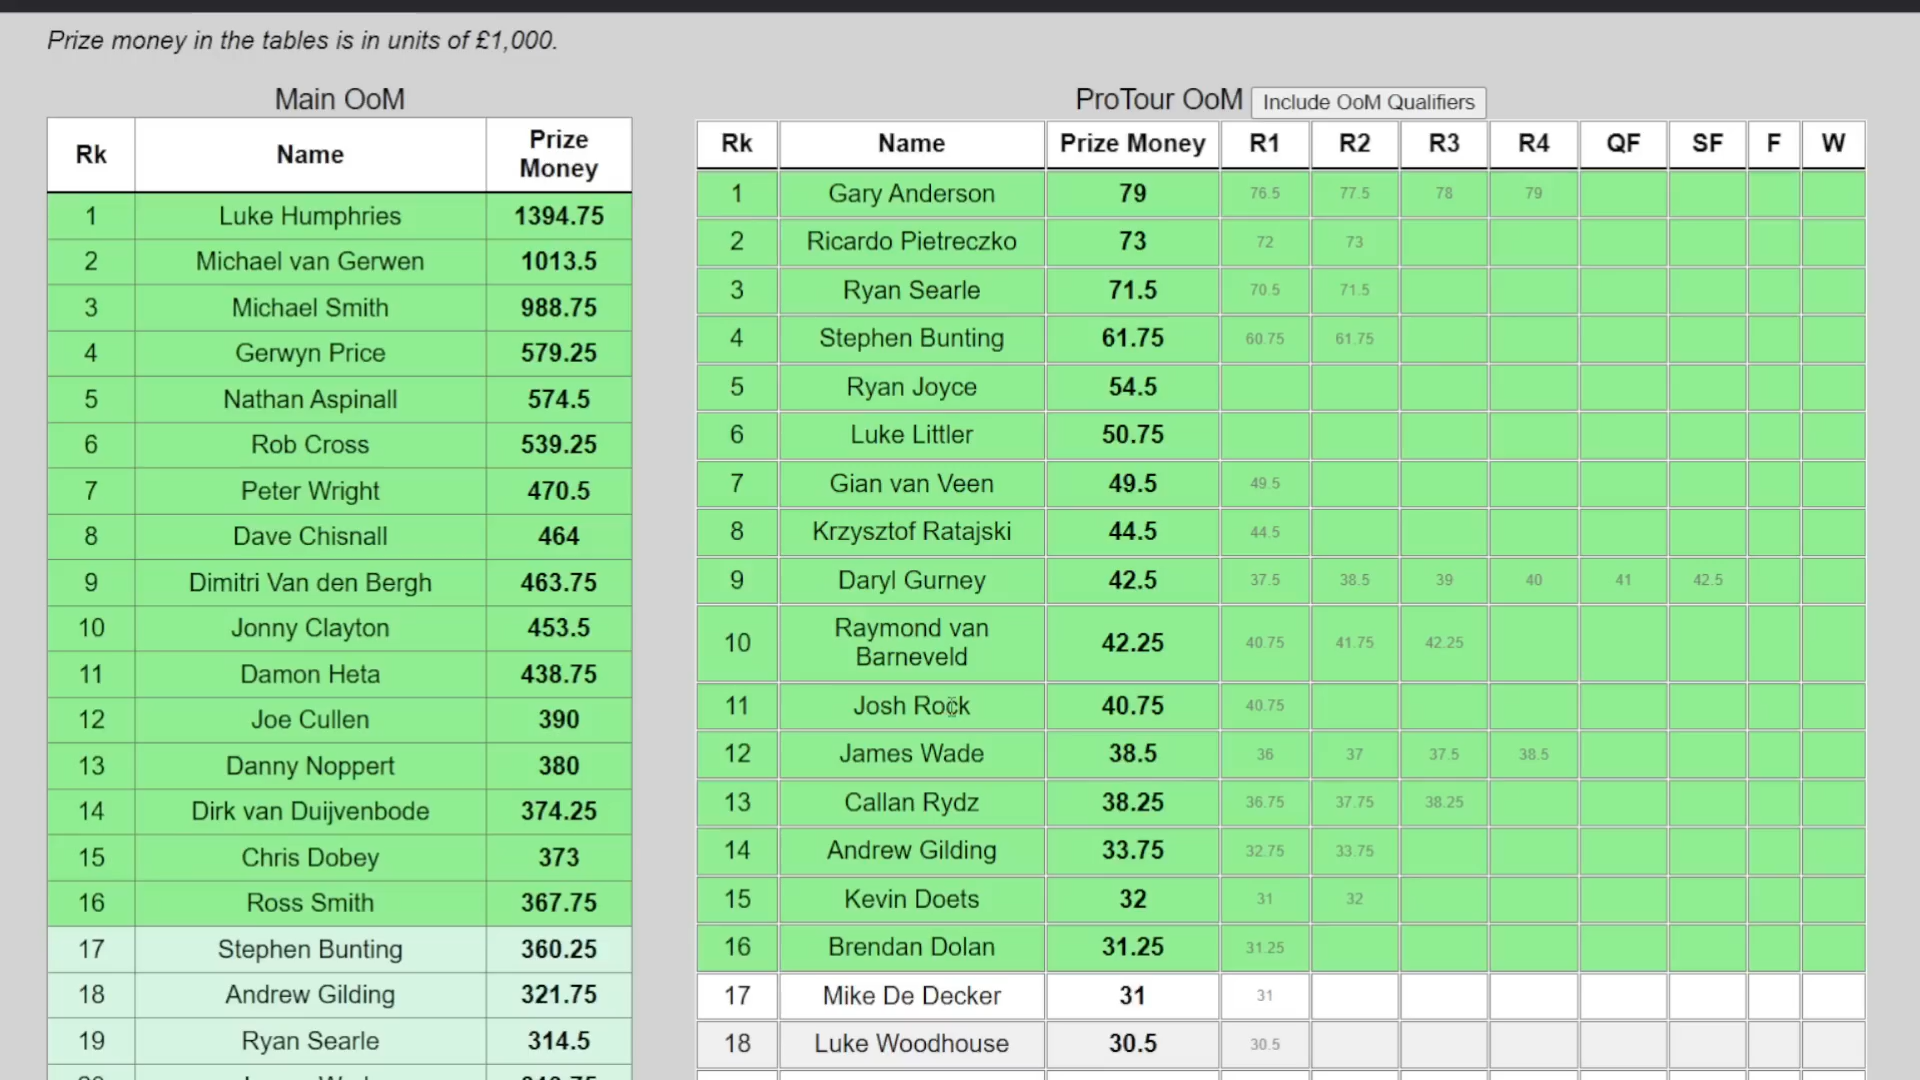 Prize money in the tables is in units of £1,000.
Main OoM
Rk Name Prize Money
1 Luke Humphries 1394.75
2 Michael van Gerwen 1013.5
3 Michael Smith 988.75
4 Gerwyn Price 579.25
5 Nathan Aspinall 574.5
6 Rob Cross 539.25
7 Peter Wright 470.5
8 Dave Chisnall 464
9 Dimitri Van den Bergh 463.75
10 Jonny Clayton 453.5
11 Damon Heta 438.75
12 Joe Cullen 390
13 Danny Noppert 380
14 Dirk van Duijvenbode 374.25
15 Chris Dobey 373
16 Ross Smith 367.75
17 Stephen Bunting 360.25
18 Andrew Gilding 321.75
19 Ryan Searle 314.5
ProTour OoM Include OoM Qualifiers
Rk Name Prize Money R1 R2 R3 R4 QF SF F W
1 Gary Anderson 79 76.5 77.5 78 79
2 Ricardo Pietreczko 73 72 73
3 Ryan Searle 71.5 70.5 71.5
4 Stephen Bunting 61.75 60.75 61.75
5 Ryan Joyce 54.5
6 Luke Littler 50.75
7 Gian van Veen 49.5 49.5
8 Krzysztof Ratajski 44.5 44.5
9 Daryl Gurney 42.5 37.5 38.5 39 40 41 42.5
10 Raymond van Barneveld 42.25 40.75 41.75 42.25
11 Josh Rock 40.75 40.75
12 James Wade 38.5 36 37 37.5 38.5
13 Callan Rydz 38.25 36.75 37.75 38.25
14 Andrew Gilding 33.75 32.75 33.75
15 Kevin Doets 32 31 32
16 Brendan Dolan 31.25 31.25
17 Mike De Decker 31 31
18 Luke Woodhouse 30.5 30.5